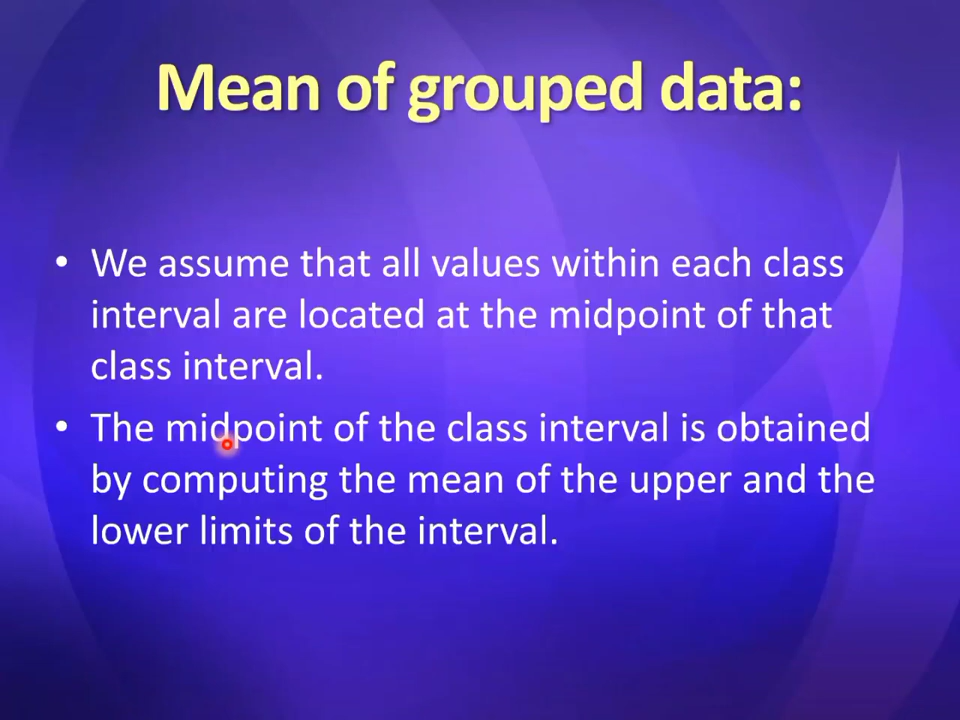 Mean of grouped data:
• We assume that all values within each class
interval are located at the midpoint of that
class interval.
• The midpoint of the class interval is obtained
by computing the mean of the upper and the
lower limits of the interval.